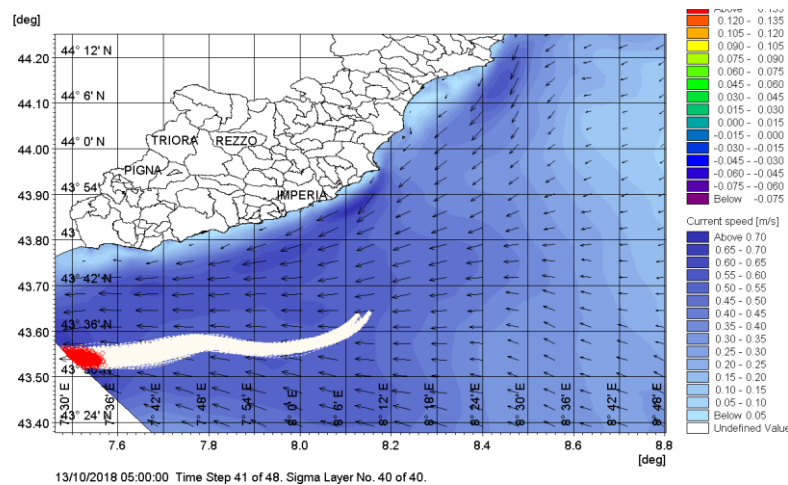 [deg]
44.20
44.10
44.00
43.90
43.80
43.70
43.60
43.50
43.40
44° 12' N
44° 6' N
44° 0' N
43° 54'
43
43° 42'
43° 36'
43° 24' N
TRIORA REZZO
PIGNA
IMPERIA
7° 30' E
7° 36' E
7° 42' E
7° 48' E
7° 54' E
8° 0' E
8° 6' E
8° 12' E
8° 18' E
8° 24' E
8° 30' E
8° 36' E
8° 42' E
8° 48' E
7.6 7.8 8.0 8.2 8.4 8.6 8.8
[deg]
13/10/2018 05:00:00 Time Step 41 of 48. Sigma Layer No. 40 of 40.
Above 0.135
0.120 - 0.135
0.105 - 0.120
0.090 - 0.105
0.075 - 0.090
0.060 - 0.075
0.045 - 0.060
0.030 - 0.045
0.015 - 0.030
0.000 - 0.015
-0.015 - 0.000
-0.030 - -0.015
-0.045 - -0.030
-0.060 - -0.045
-0.075 - -0.060
Below -0.075
Current speed [m/s]
Above 0.70
0.65 - 0.70
0.60 - 0.65
0.55 - 0.60
0.50 - 0.55
0.45 - 0.50
0.40 - 0.45
0.35 - 0.40
0.30 - 0.35
0.25 - 0.30
0.20 - 0.25
0.15 - 0.20
0.10 - 0.15
0.05 - 0.10
Below 0.05
Undefined Value